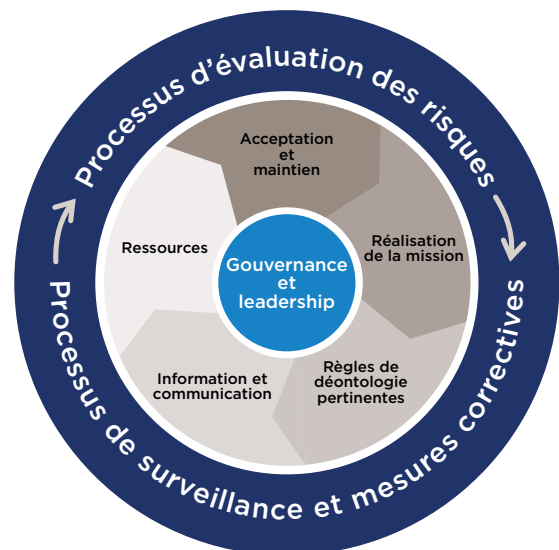 Processus d'évaluation des risques
Acceptation
et
maintien
Ressources
Réalisation
de la mission
Gouvernance
et
leadership
Information et
communication
Règles de
déontologie
pertinentes
Processus de surveillance et mesures correctives